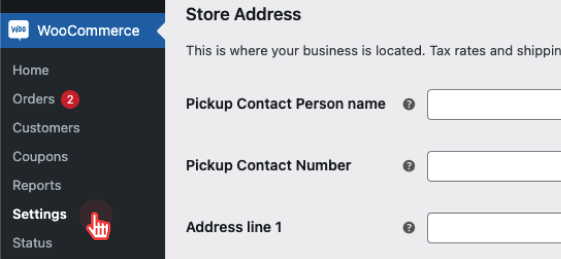 Woo WooCommerce
Home
Orders 2
Customers
Coupons
Reports
Settings
Status
Store Address
This is where your business is located. Tax rates and shippin
Pickup Contact Person name ?
Pickup Contact Number ?
Address line 1 ?